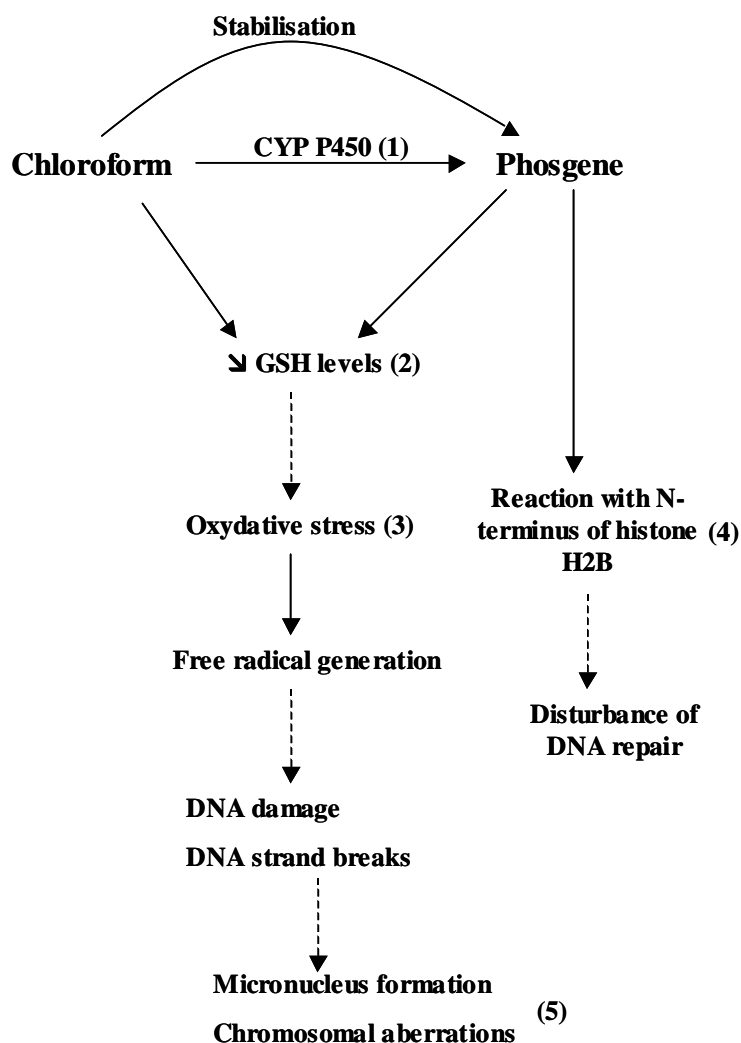 Stabilisation
CYP P450 (1)
Chloroform
Phosgene
➘ GSH levels (2)
Oxydative stress (3)
Reaction with N-
terminus of histone (4)
H2B
Free radical generation
Disturbance of
DNA repair
DNA damage
DNA strand breaks
Micronucleus formation
(5)
Chromosomal aberrations